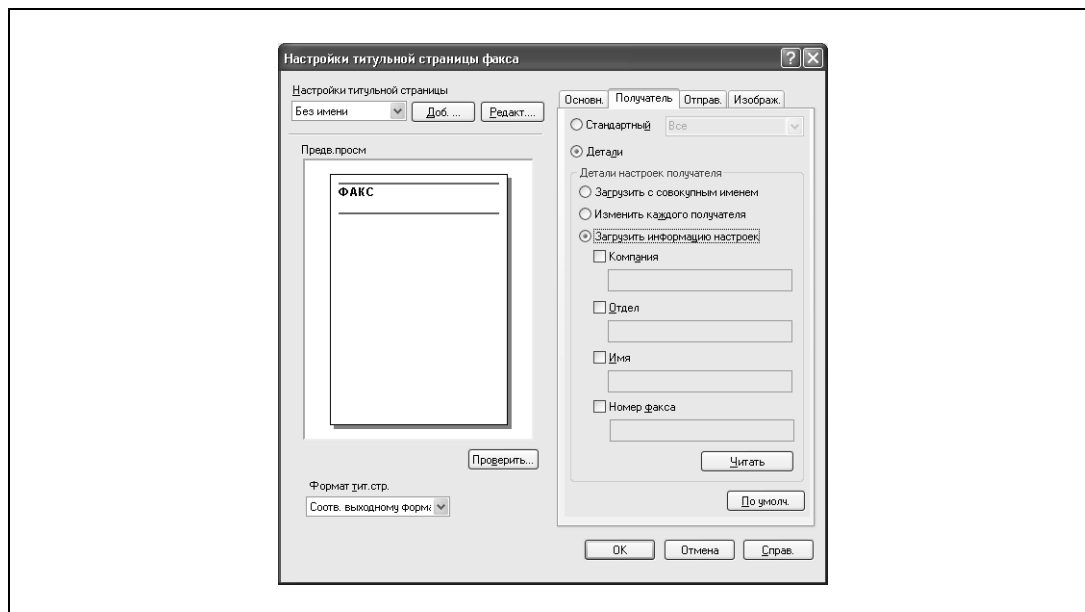 Настройки титульной страницы факса
Настройки титульной страницы
Без имени
Доб. ...
Редакт....
Предв.просм
ФАКС
Проверить...
Формат тит.стр.
Соотв. выходному форма
Основн.
Получатель
Отправ.
Изображ.
Стандартный
Все
Детали
Детали настроек получателя
Загрузить с совокупным именем
Изменить каждого получателя
Загрузить информацию настроек
Компания
Отдел
Имя
Номер факса
Читать
По умолч.
OK
Отмена
Справ.